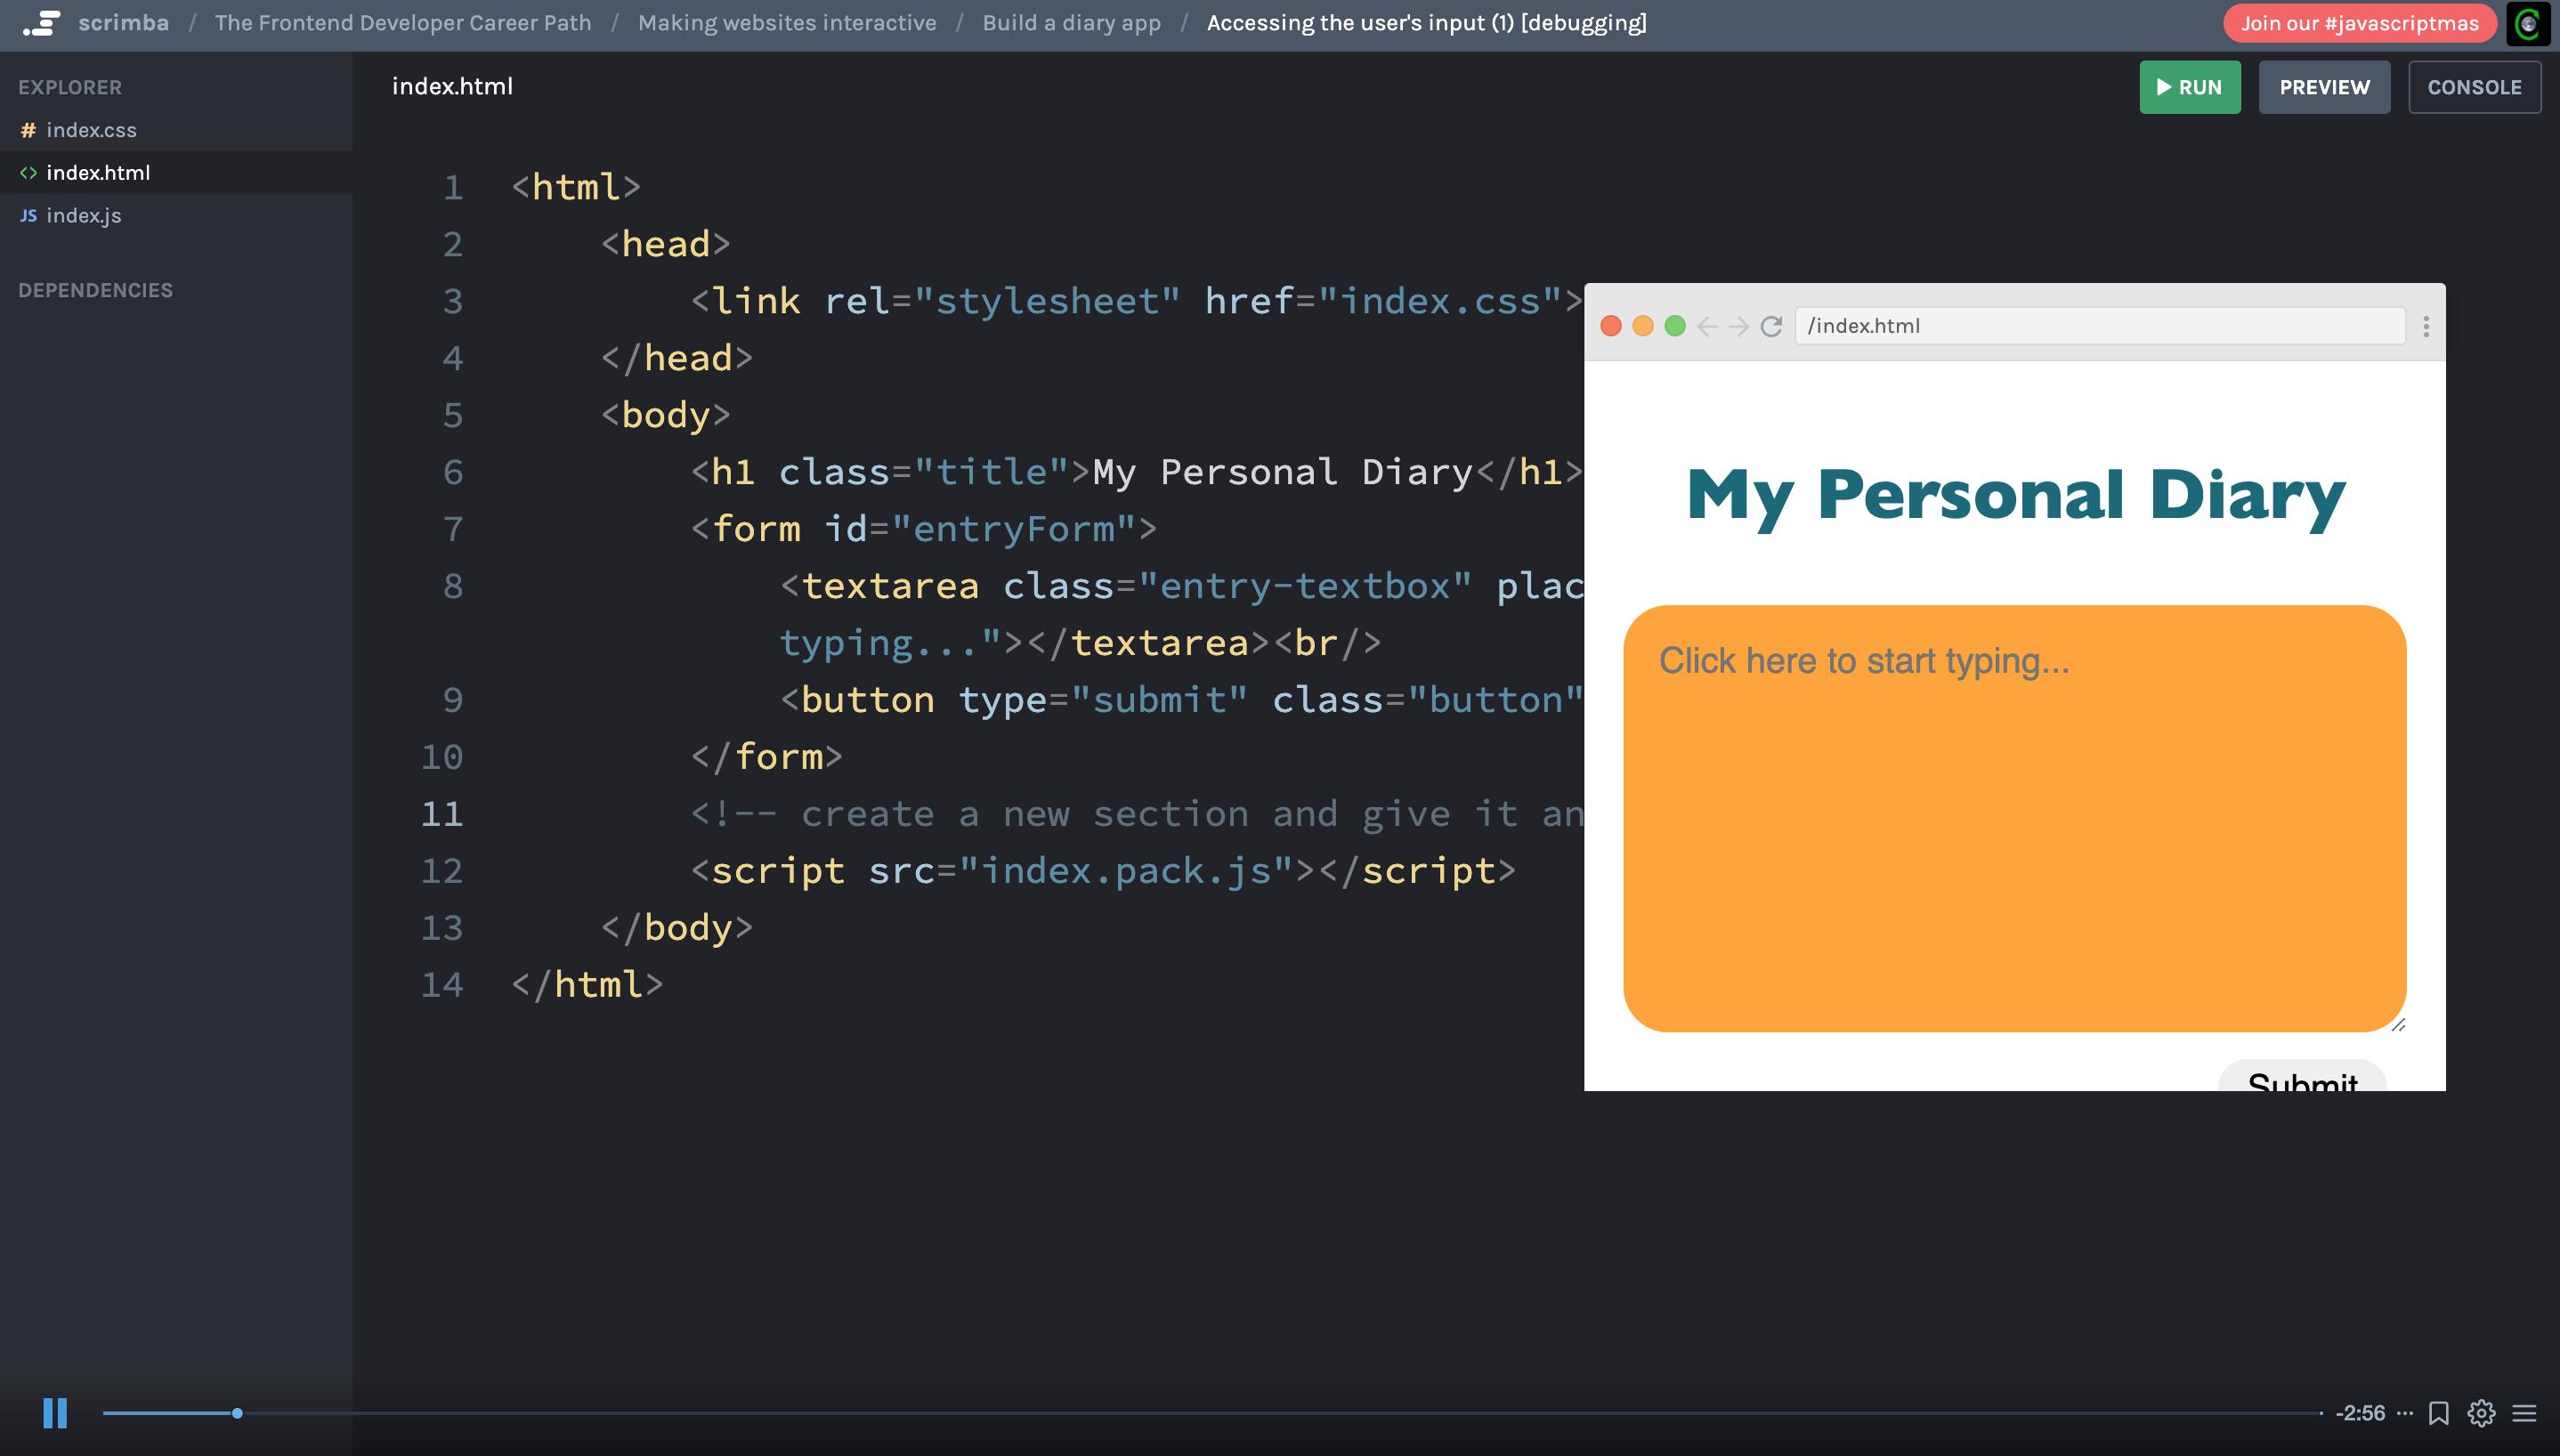 scrimba / The Frontend Developer Career Path / Making websites interactive / Build a diary app / Accessing the user's input (1) [debugging]
Join our #javascriptmas
EXPLORER
# index.css
<> index.html
JS index.js
DEPENDENCIES
index.html
RUN
PREVIEW
CONSOLE
1 <html>
2 <head>
3 <link rel="stylesheet" href="index.css">
4 </head>
5 <body>
6 <h1 class="title">My Personal Diary</h1>
7 <form id="entryForm">
8 <textarea class="entry-textbox" plac
typing..."></textarea><br/>
9 <button type="submit" class="button"
10 </form>
11 <!-- create a new section and give it an
12 <script src="index.pack.js"></script>
13 </body>
14 </html>
/index.html
My Personal Diary
Click here to start typing...
Submit
-2:56